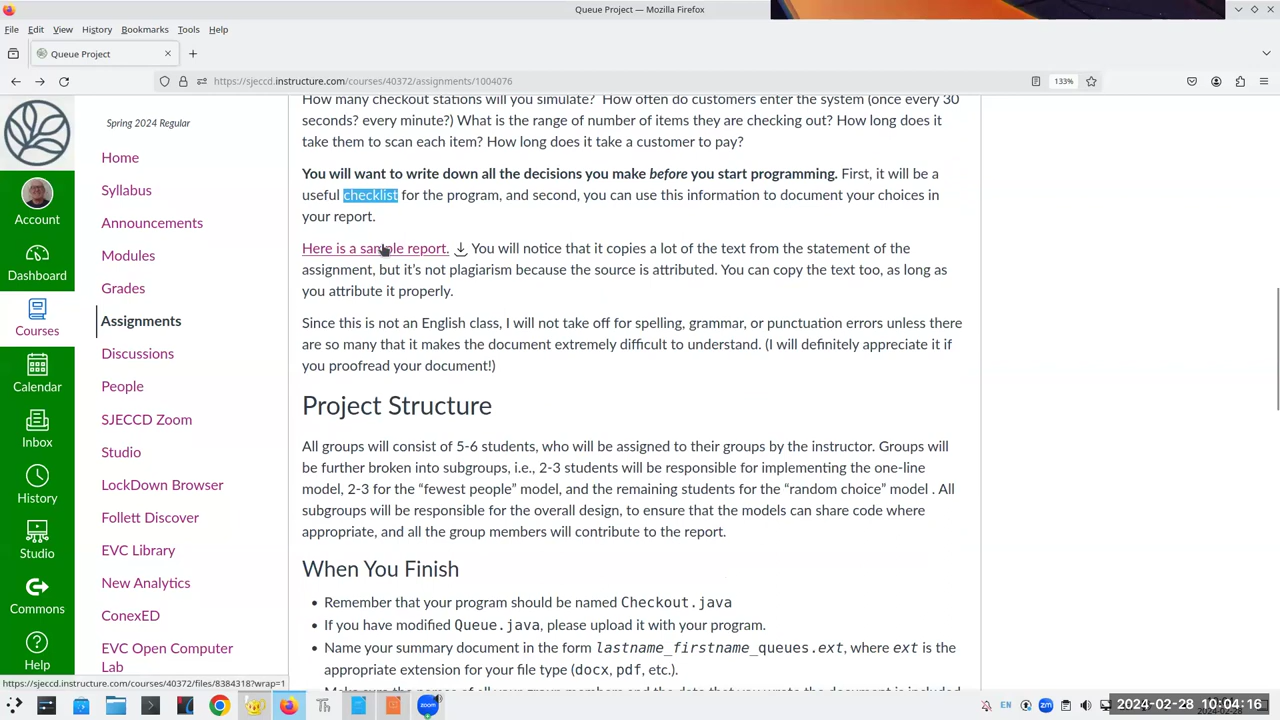 Queue Project — Mozilla Firefox
File Edit View History Bookmarks Tools Help
Queue Project
https://sjeccd.instructure.com/courses/40372/assignments/1004076
133%
Spring 2024 Regular
Home
Syllabus
Announcements
Modules
Grades
Assignments
Discussions
People
SJECCD Zoom
Studio
LockDown Browser
Follett Discover
EVC Library
New Analytics
ConexED
EVC Open Computer
Lab
Account
Dashboard
Courses
Calendar
Inbox
History
Studio
Commons
Help
How many checkout stations will you simulate? How often do customers enter the system (once every 30
seconds? every minute?) What is the range of number of items they are checking out? How long does it
take them to scan each item? How long does it take a customer to pay?
You will want to write down all the decisions you make before you start programming. First, it will be a
useful checklist for the program, and second, you can use this information to document your choices in
your report.
Here is a sample report. You will notice that it copies a lot of the text from the statement of the
assignment, but it's not plagiarism because the source is attributed. You can copy the text too, as long as
you attribute it properly.
Since this is not an English class, I will not take off for spelling, grammar, or punctuation errors unless there
are so many that it makes the document extremely difficult to understand. (I will definitely appreciate it if
you proofread your document!)
Project Structure
All groups will consist of 5-6 students, who will be assigned to their groups by the instructor. Groups will
be further broken into subgroups, i.e., 2-3 students will be responsible for implementing the one-line
model, 2-3 for the “fewest people” model, and the remaining students for the “random choice” model . All
subgroups will be responsible for the overall design, to ensure that the models can share code where
appropriate, and all the group members will contribute to the report.
When You Finish
• Remember that your program should be named Checkout.java
• If you have modified Queue.java, please upload it with your program.
• Name your summary document in the form lastname_firstname_queues.ext, where ext is the
appropriate extension for your file type (docx, pdf, etc.).
https://sjeccd.instructure.com/courses/40372/files/8384318?wrap=1
Th
zoom
EN
zm
2024-02-28 10:04:16